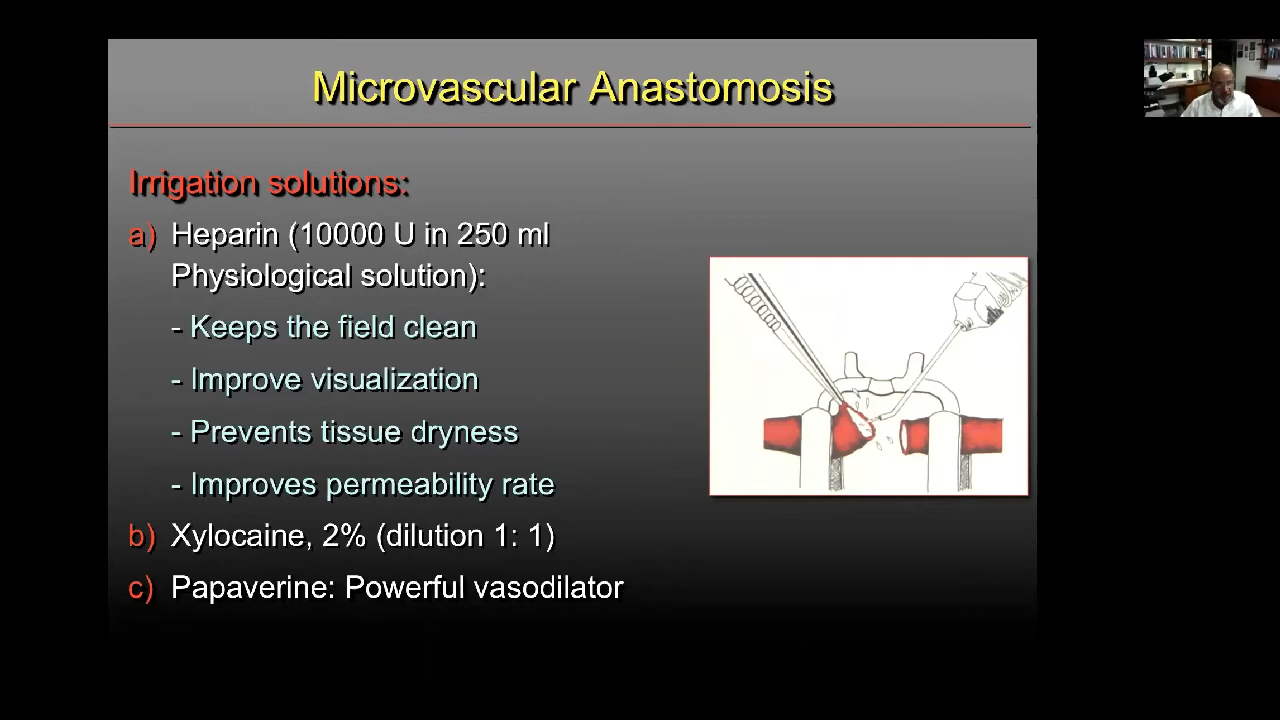 Microvascular Anastomosis
Irrigation solutions:
a) Heparin (10000 U in 250 ml
Physiological solution):
- Keeps the field clean
- Improve visualization
- Prevents tissue dryness
- Improves permeability rate
b) Xylocaine, 2% (dilution 1: 1)
c) Papaverine: Powerful vasodilator